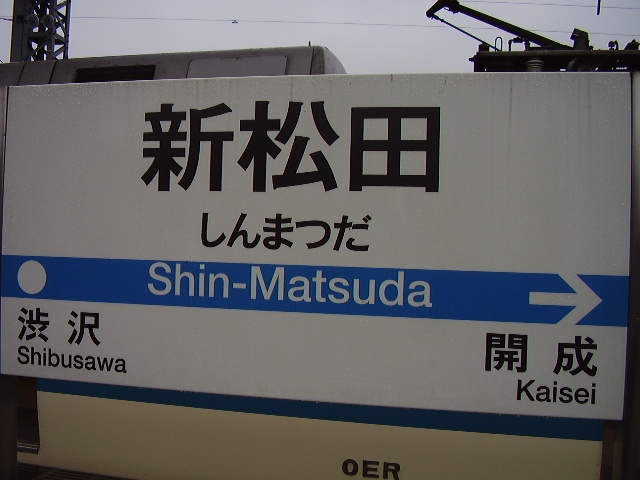 新松田
しんまつだ
Shin-Matsuda
渋沢
Shibusawa
開成
Kaisei
OER